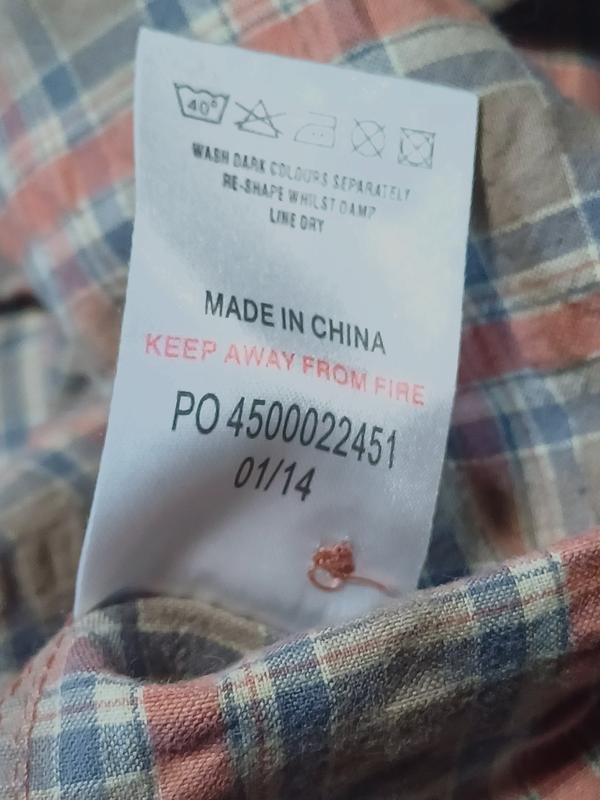 40°
WASH DARK COLOURS SEPARATELY
RE-SHAPE WHILST DAMP
LINE DRY
MADE IN CHINA
KEEP AWAY FROM FIRE
PO 4500022451
01/14